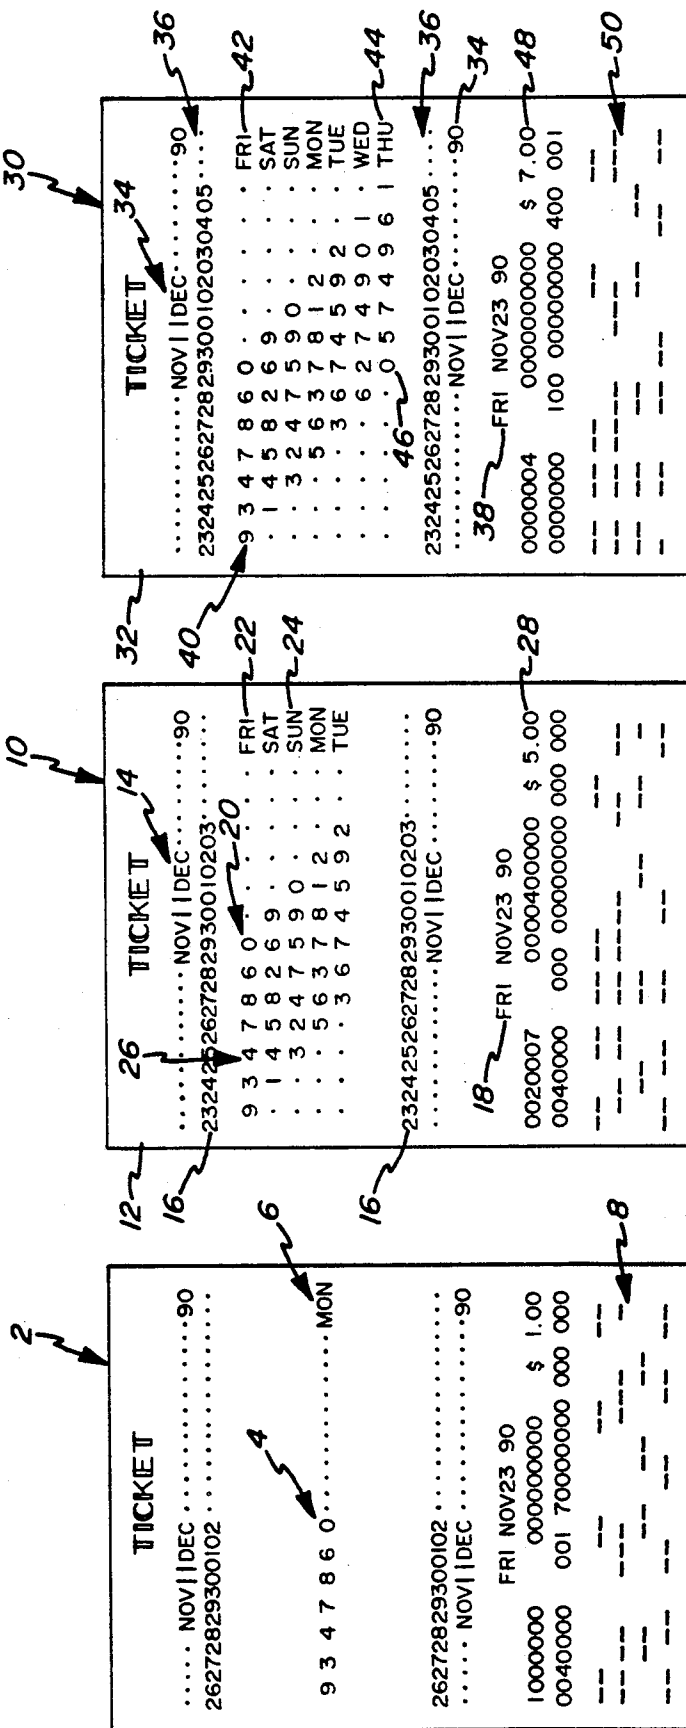 2
TICKET
.....NOV||DEC..............90
26272829300102..............
4
6
9 3 4 7 8 6 0..............MON
26272829300102..............
.....NOV||DEC..............90
FRI NOV23 90
1000000 000000000 $ 1.00
0040000 001 70000000 000 000
8
10
12
TICKET
14
........NOV||DEC.......90
16 2324252627282930010203......
26
20
9 3 4 7 8 6 0 . . . . FRI 22
. 1 4 5 8 2 6 9 . . . SAT
. . 3 2 4 7 5 9 0 . . SUN 24
. . . 5 6 3 7 8 1 2 . MON
. . . . 3 6 7 4 5 9 2 . . TUE
16 2324252627282930010203......
........NOV||DEC.......90
18 FRI NOV23 90
0020007 0000400000 $ 5.00 28
0040000 000 00000000 000 000
30
32
TICKET
34
........NOV||DEC.......90
23242526272829300102030405.... 36
40
9 3 4 7 8 6 0 . . . . . . FRI 42
. 1 4 5 8 2 6 9 . . . . . SAT
. . 3 2 4 7 5 9 0 . . . . SUN
. . . 5 6 3 7 8 1 2 . . . MON
. . . . 3 6 7 4 5 9 2 . . TUE
. . . . . 6 2 7 4 9 0 1 . WED
. . . . . . 0 5 7 4 9 6 1 THU 44
46
23242526272829300102030405.... 36
........NOV||DEC.......90 34
38 FRI NOV23 90
0000004 0000000000 $ 7.00 48
0000000 100 00000000 400 001
50